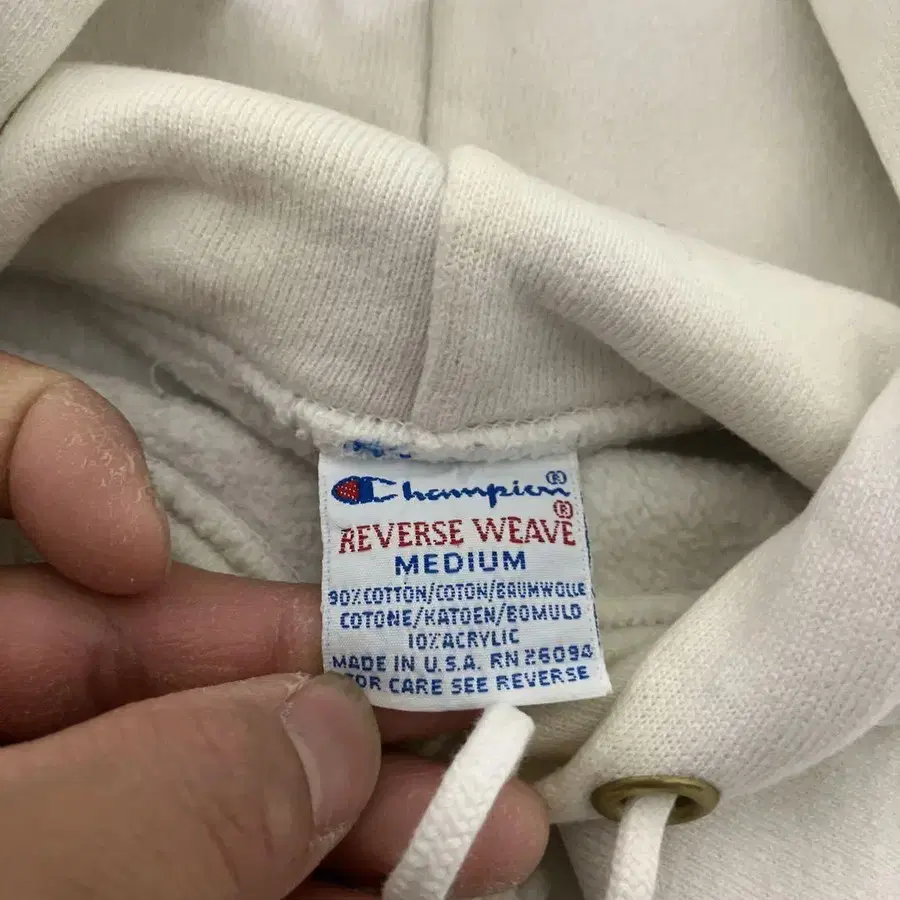 Champion®
REVERSE WEAVE®
MEDIUM
90% COTTON/COTON/BAUMWOLLE
COTONE/KATOEN/BOMULD
10% ACRYLIC
MADE IN U.S.A. RN 26094
FOR CARE SEE REVERSE